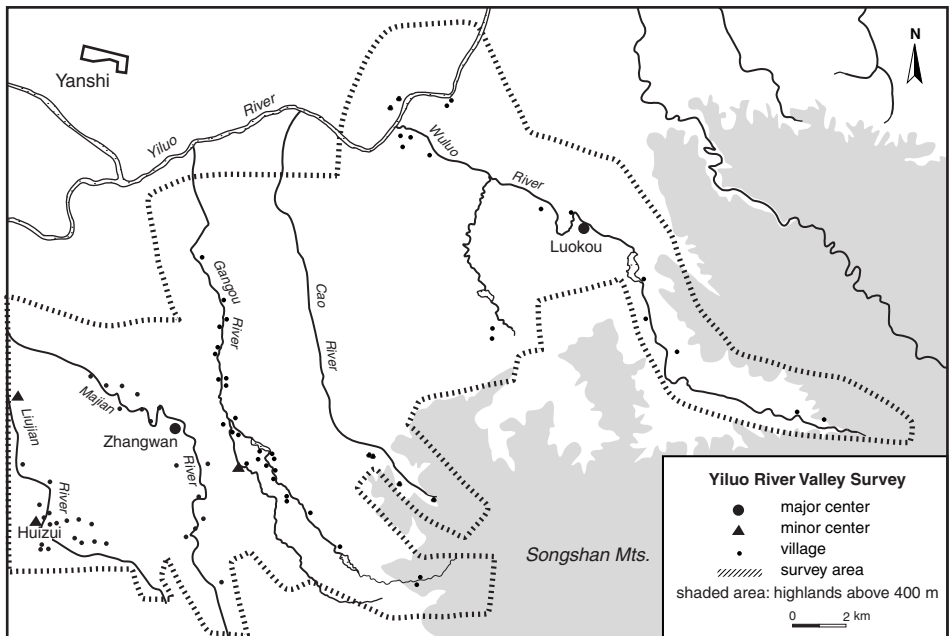 N
Yanshi
Yiluo River
Wuluo River
Luokou
Gangou River
Cao River
Majian River
Zhangwan
Liujian River
Huizui
Songshan Mts.
Yiluo River Valley Survey
major center
minor center
village
survey area
shaded area: highlands above 400 m
0 2 km